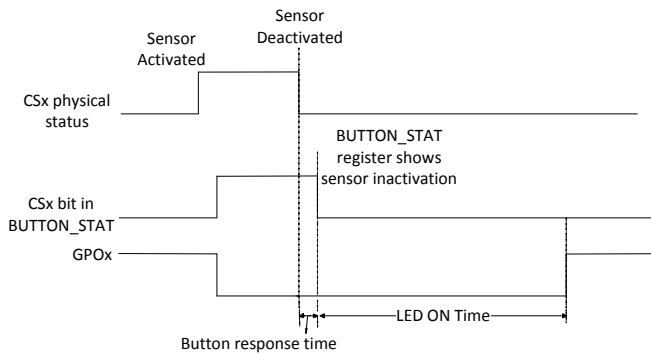 Sensor
Deactivated
Sensor
Activated
CSx physical
status
BUTTON_STAT
register shows
sensor inactivation
CSx bit in
BUTTON_STAT
GPOx
LED ON Time
Button response time